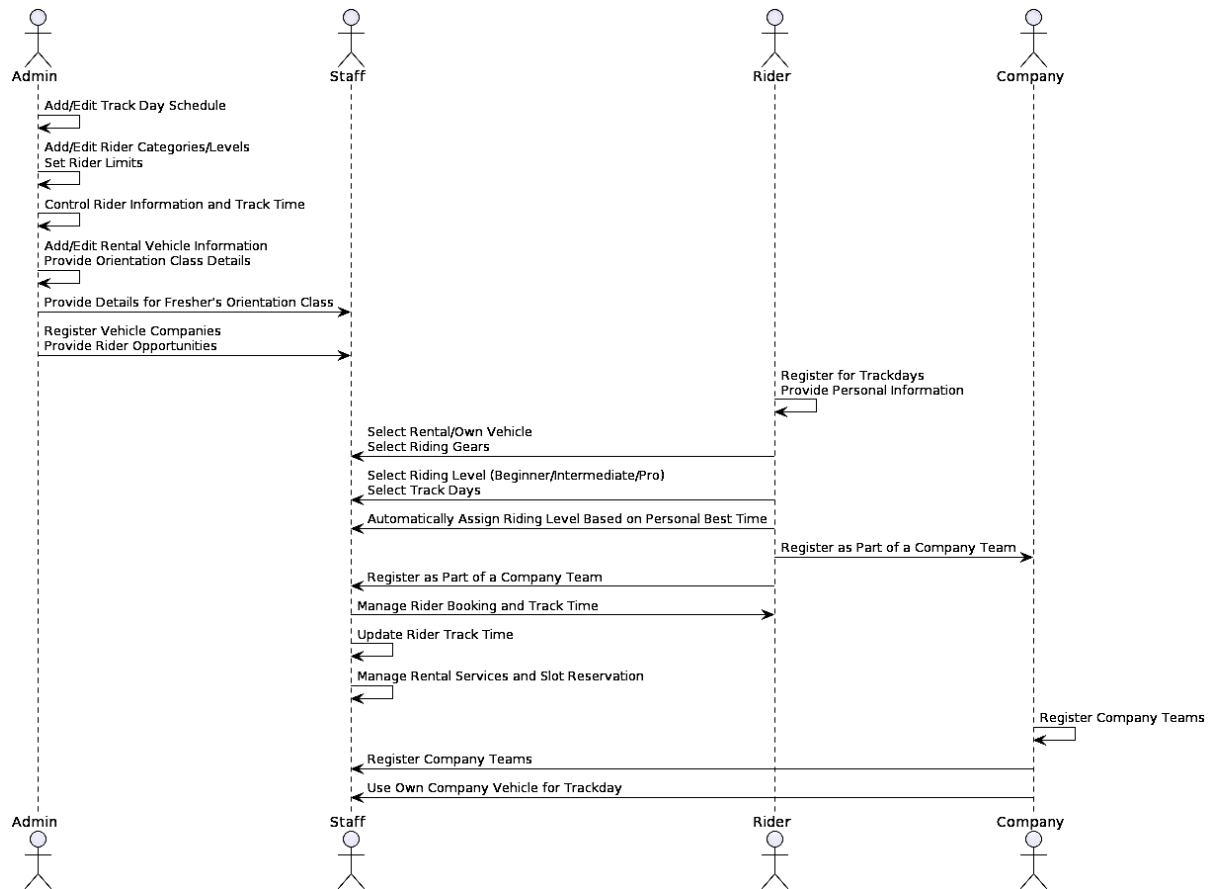 Admin
Staff
Rider
Company
Add/Edit Track Day Schedule
Add/Edit Rider Categories/Levels
Set Rider Limits
Control Rider Information and Track Time
Add/Edit Rental Vehicle Information
Provide Orientation Class Details
Provide Details for Fresher's Orientation Class
Register Vehicle Companies
Provide Rider Opportunities
Register for Trackdays
Provide Personal Information
Select Rental/Own Vehicle
Select Riding Gears
Select Riding Level (Beginner/Intermediate/Pro)
Select Track Days
Automatically Assign Riding Level Based on Personal Best Time
Register as Part of a Company Team
Register as Part of a Company Team
Manage Rider Booking and Track Time
Update Rider Track Time
Manage Rental Services and Slot Reservation
Register Company Teams
Register Company Teams
Use Own Company Vehicle for Trackday
Admin
Staff
Rider
Company